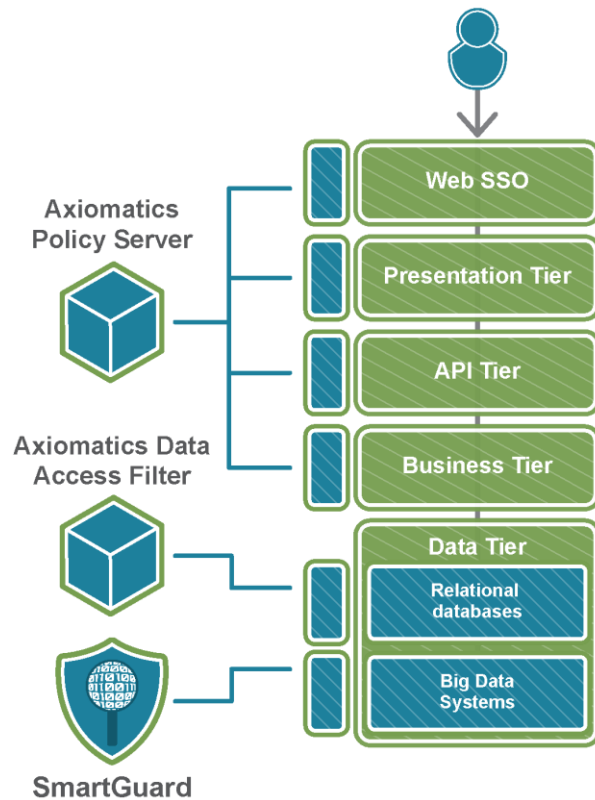 Web SSO
Axiomatics
Policy Server
Presentation Tier
API Tier
Axiomatics Data
Access Filter
Business Tier
Data Tier
Relational
databases
Big Data
Systems
SmartGuard